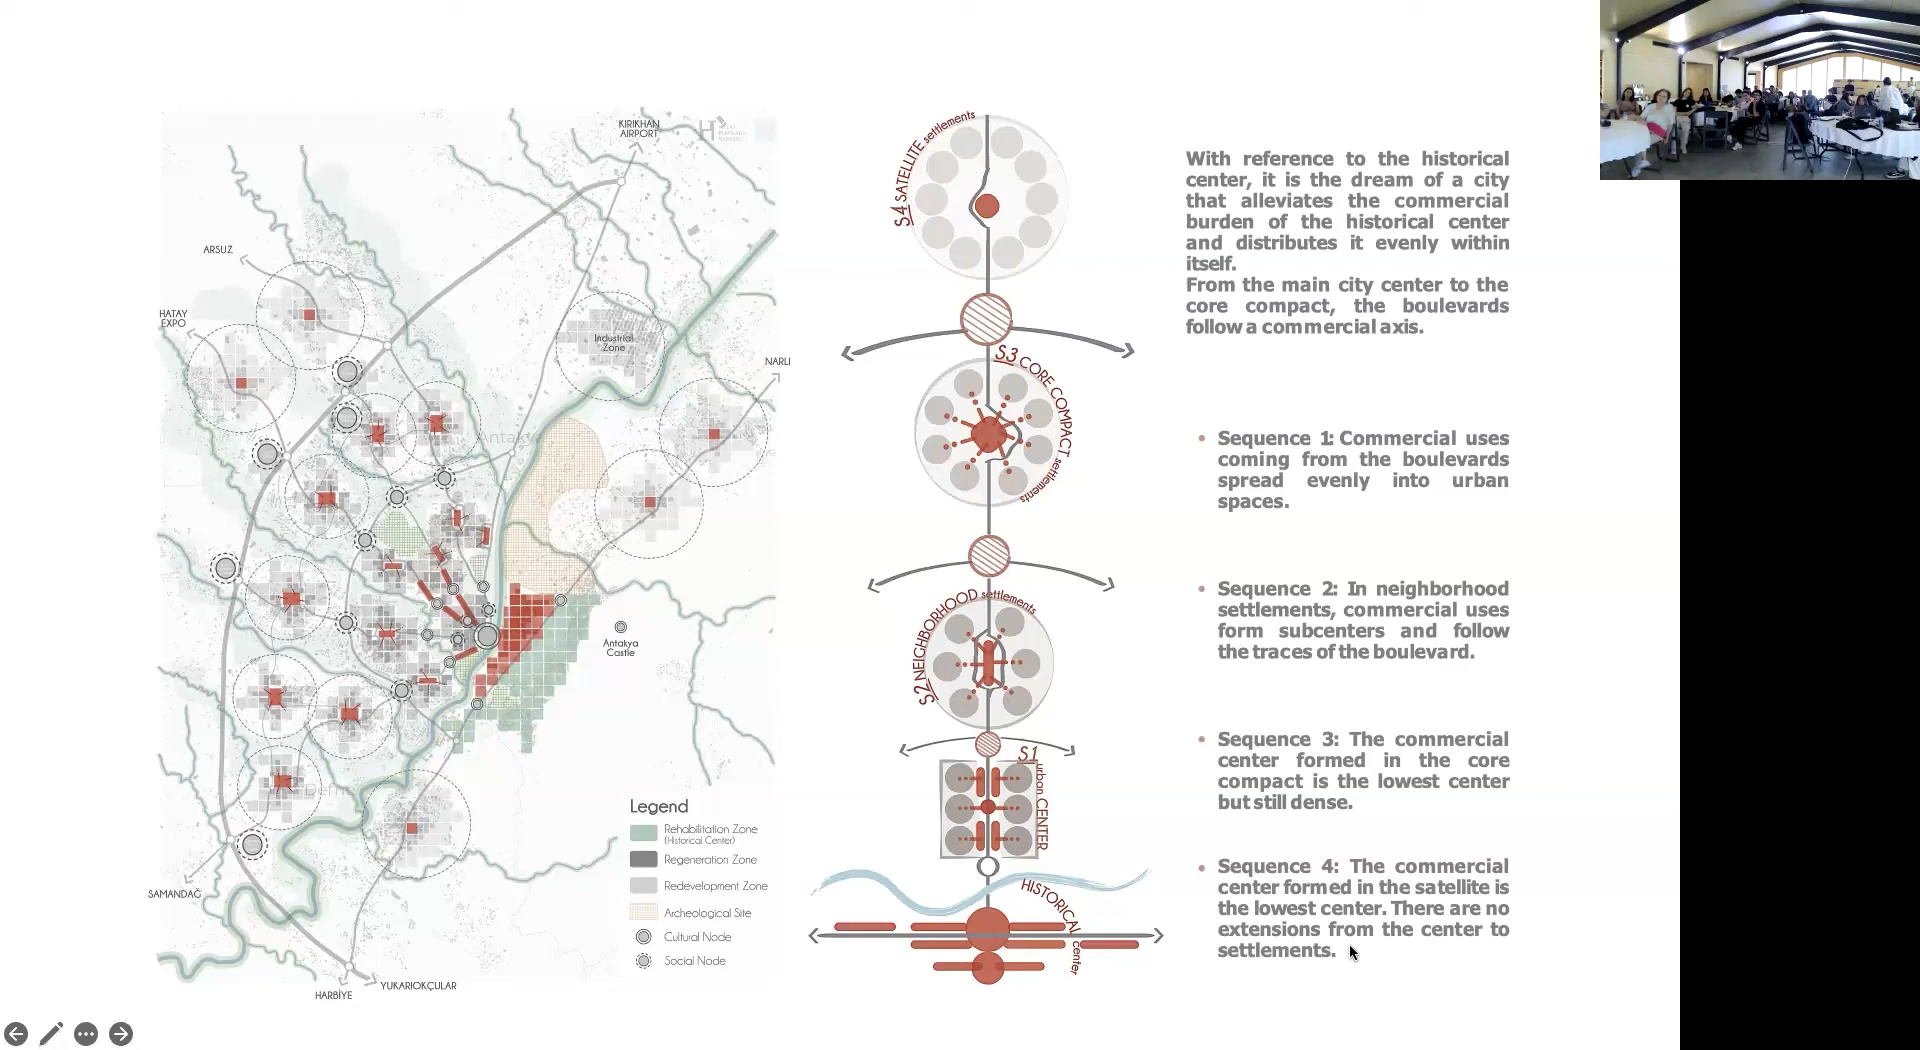 KIRIKHAN
AIRPORT
ARSUZ
HATAY
EXPO
Industrial
Zone
NARLI
Antakya
Antakya
Castle
Defne
SAMANDAĞ
HARBİYE
YUKARIOKÇULAR
Legend
Rehabilitation Zone
(Historical Center)
Regeneration Zone
Redevelopment Zone
Archeological Site
Cultural Node
Social Node
S4 SATELLITE settlements
S3 CORE COMPACT settlements
S2 NEIGHBORHOOD settlements
S1 urban CENTER
HISTORICAL center
With reference to the historical
center, it is the dream of a city
that alleviates the commercial
burden of the historical center
and distributes it evenly within
itself.
From the main city center to the
core compact, the boulevards
follow a commercial axis.
• Sequence 1: Commercial uses
coming from the boulevards
spread evenly into urban
spaces.
• Sequence 2: In neighborhood
settlements, commercial uses
form subcenters and follow
the traces of the boulevard.
• Sequence 3: The commercial
center formed in the core
compact is the lowest center
but still dense.
• Sequence 4: The commercial
center formed in the satellite is
the lowest center. There are no
extensions from the center to
settlements.